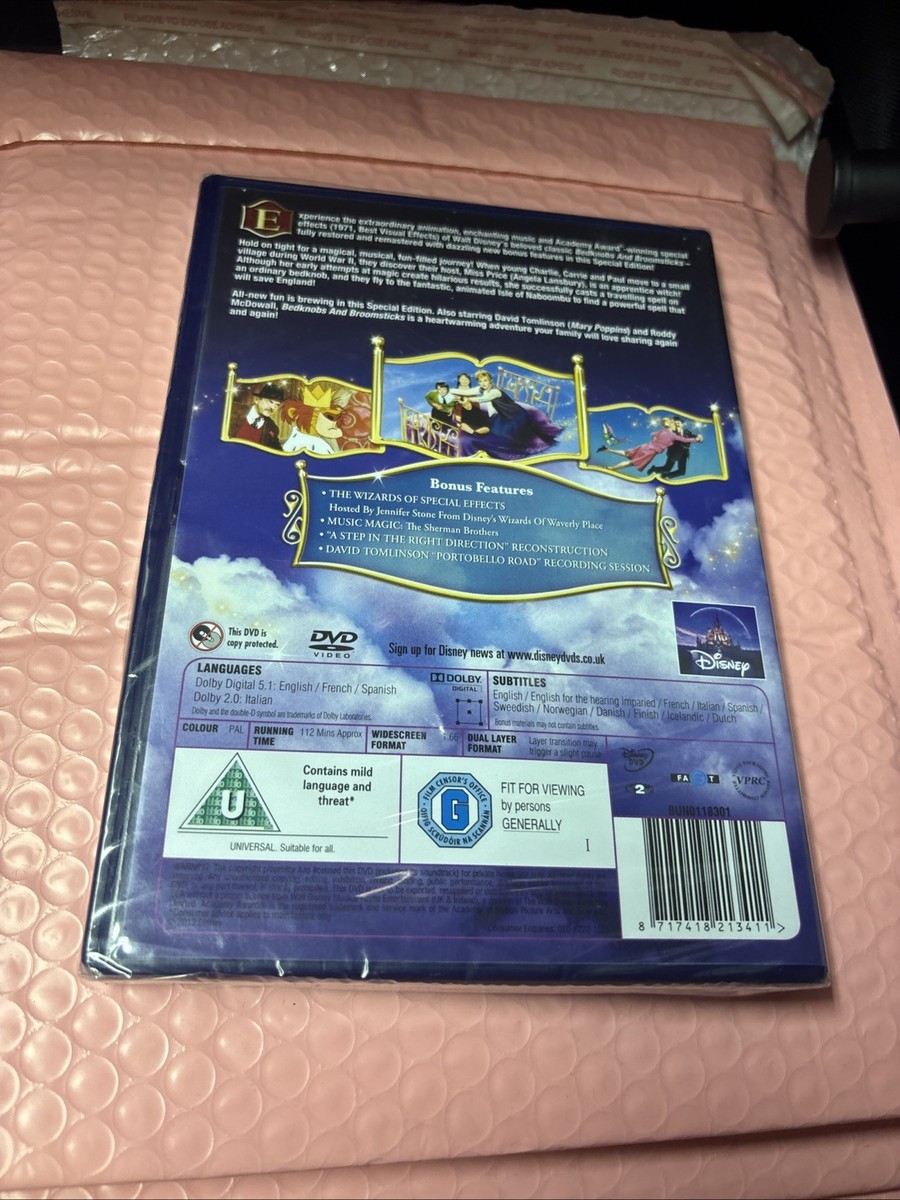 REMOVE TO EXPOSE ADHESIVE
Experience the extraordinary animation, enchanting music and Academy Award®-winning special
effects (1971, Best Visual Effects) of Walt Disney's beloved classic Bedknobs And Broomsticks –
fully restored and remastered with dazzling new bonus features in this Special Edition!
Hold on tight for a magical, musical, fun-filled journey! When young Charlie, Carrie and Paul move to a small
village during World War II, they discover their host, Miss Price (Angela Lansbury), is an apprentice witch!
Although her early attempts at magic create hilarious results, she successfully casts a travelling spell on
an ordinary bedknob, and they fly to the fantastic, animated Isle of Naboombu to find a powerful spell that
will save England!
All-new fun is brewing in this Special Edition. Also starring David Tomlinson (Mary Poppins) and Roddy
McDowall, Bedknobs And Broomsticks is a heartwarming adventure your family will love sharing again
and again!
Bonus Features
• THE WIZARDS OF SPECIAL EFFECTS
Hosted By Jennifer Stone From Disney's Wizards Of Waverly Place
• MUSIC MAGIC: The Sherman Brothers
• "A STEP IN THE RIGHT DIRECTION" RECONSTRUCTION
• DAVID TOMLINSON "PORTOBELLO ROAD" RECORDING SESSION
This DVD is
copy protected.
DVD
VIDEO
Sign up for Disney news at www.disneydvds.co.uk
Disney
LANGUAGES
Dolby Digital 5.1: English / French / Spanish
Dolby 2.0: Italian
Dolby and the double-D symbol are trademarks of Dolby Laboratories.
DOLBY
DIGITAL
SUBTITLES
English / English for the hearing Imparied / French / Italian / Spanish /
Swedish / Norwegian / Danish / Finish / Icelandic / Dutch
Bonus materials may not contain subtitles.
COLOUR PAL
RUNNING TIME 112 Mins Approx
WIDESCREEN FORMAT 1.66
DUAL LAYER FORMAT Layer transition may
trigger a slight pause
Disney
DVD
2
FA T
VPRC
BUN0118301
U
Contains mild
language and
threat*
UNIVERSAL. Suitable for all.
FILM CENSOR'S OFFICE
G
OIFIG SCRÚDÓIR NA SCANNÁN
FIT FOR VIEWING
by persons
GENERALLY
I
8 717418 213411 >